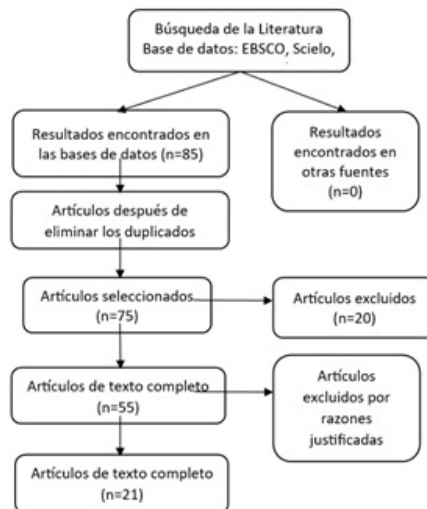 Búsqueda de la Literatura
Base de datos: EBSCO, Scielo,
Resultados encontrados en
las bases de datos (n=85)
Resultados
encontrados en
otras fuentes
(n=0)
Artículos después de
eliminar los duplicados
Artículos seleccionados
(n=75)
Artículos excluidos
(n=20)
Artículos de texto completo
(n=55)
Artículos
excluidos por
razones
justificadas
Artículos de texto completo
(n=21)